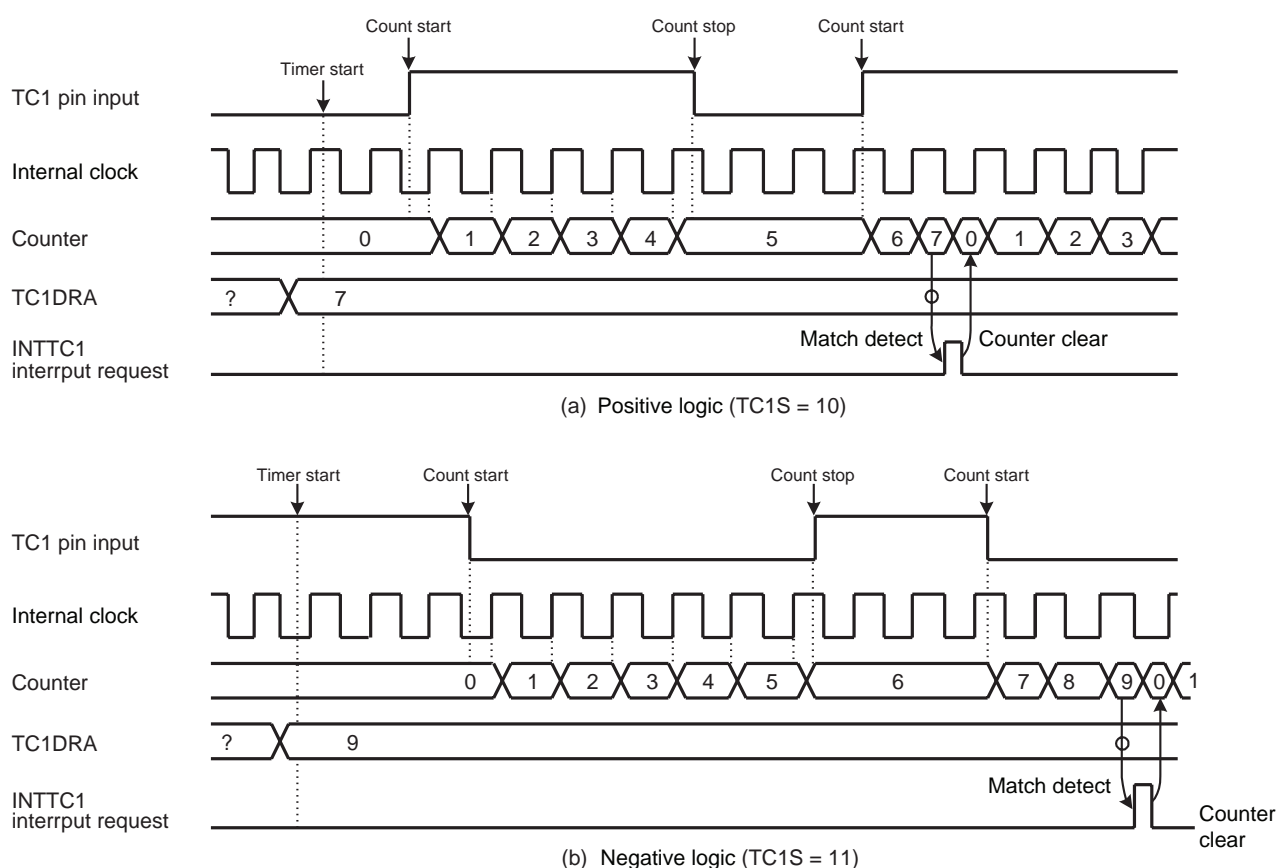 Count start Count stop Count start
Timer start
TC1 pin input
Internal clock
Counter 0 1 2 3 4 5 6 7 0 1 2 3
TC1DRA ? 7
Match detect Counter clear
INTTC1
interrput request
(a) Positive logic (TC1S = 10)
Timer start Count start Count stop Count start
TC1 pin input
Internal clock
Counter 0 1 2 3 4 5 6 7 8 9 0 1
TC1DRA ? 9
Match detect
INTTC1
interrput request
Counter
clear
(b) Negative logic (TC1S = 11)